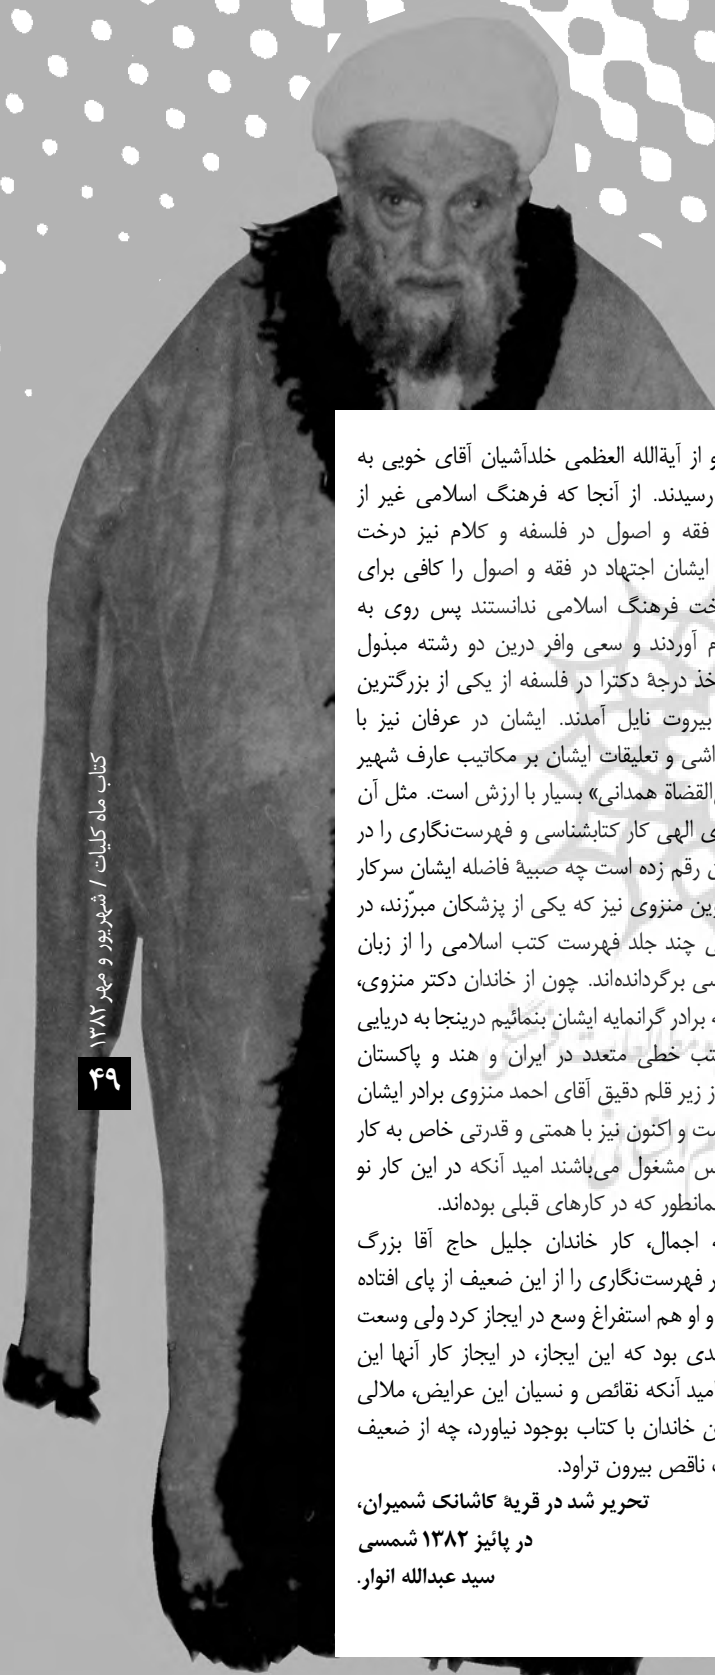 و از آیةالله العظمی خلدآشیان آقای خویی به
رسیدند. از آنجا که فرهنگ اسلامی غیر از
فقه و اصول در فلسفه و کلام نیز درخت
ایشان اجتهاد در فقه و اصول را کافی برای
خت فرهنگ اسلامی ندانستند پس روی به
م آوردند و سعی وافر درین دو رشته مبذول
خذ درجهٔ دکترا در فلسفه از یکی از بزرگترین
بیروت نایل آمدند. ایشان در عرفان نیز با
اشی و تعلیقات ایشان بر مکاتیب عارف شهیر
القضاة همدانی» بسیار با ارزش است. مثل آن
ی الهی کار کتابشناسی و فهرست‌نگاری را در
ن رقم زده است چه صبیهٔ فاضله ایشان سرکار
وین منزوی نیز که یکی از پزشکان مبرّزند، در
ی چند جلد فهرست کتب اسلامی را از زبان
سی برگردانده‌اند. چون از خاندان دکتر منزوی،
ه برادر گرانمایه ایشان بنمائیم درینجا به دریایی
تب خطی متعدد در ایران و هند و پاکستان
ز زیر قلم دقیق آقای احمد منزوی برادر ایشان
ست و اکنون نیز با همتی و قدرتی خاص به کار
س مشغول می‌باشند امید آنکه در این کار نو
مانطور که در کارهای قبلی بوده‌اند.
ه اجمال، کار خاندان جلیل حاج آقا بزرگ
ر فهرست‌نگاری را از این ضعیف از پای افتاده
و او هم استفراغ وسع در ایجاز کرد ولی وسعت
دی بود که این ایجاز، در ایجاز کار آنها این
امید آنکه نقائص و نسیان این عرایض، ملالی
ن خاندان با کتاب بوجود نیاورد، چه از ضعیف
ناقص بیرون تراود.
تحریر شد در قریهٔ کاشانک شمیران،
در پائیز ۱۳۸۲ شمسی
سید عبدالله انوار.
کتاب ماه کلیات / شهریور و مهر ۱۳۸۲
۴۹